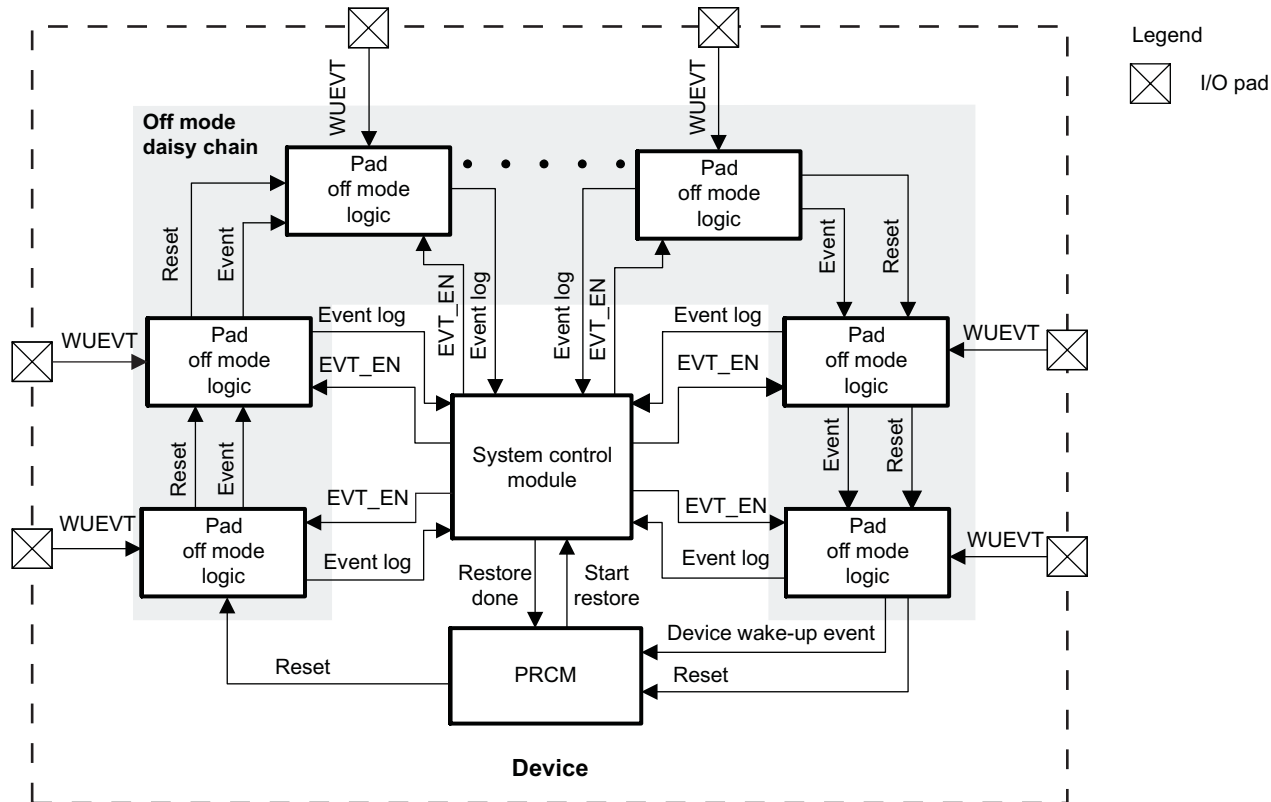 Legend
I/O pad
WUEVT
WUEVT
Off mode
daisy chain
Pad
off mode
logic
Pad
off mode
logic
Reset
Event
EVT_EN
Event log
Event log
EVT_EN
Event
Reset
WUEVT
Pad
off mode
logic
Event log
EVT_EN
Event log
EVT_EN
Pad
off mode
logic
WUEVT
Reset
Event
System control
module
Event
Reset
WUEVT
Pad
off mode
logic
EVT_EN
Event log
EVT_EN
Event log
Pad
off mode
logic
WUEVT
Restore
done
Start
restore
Reset
PRCM
Device wake-up event
Reset
Device